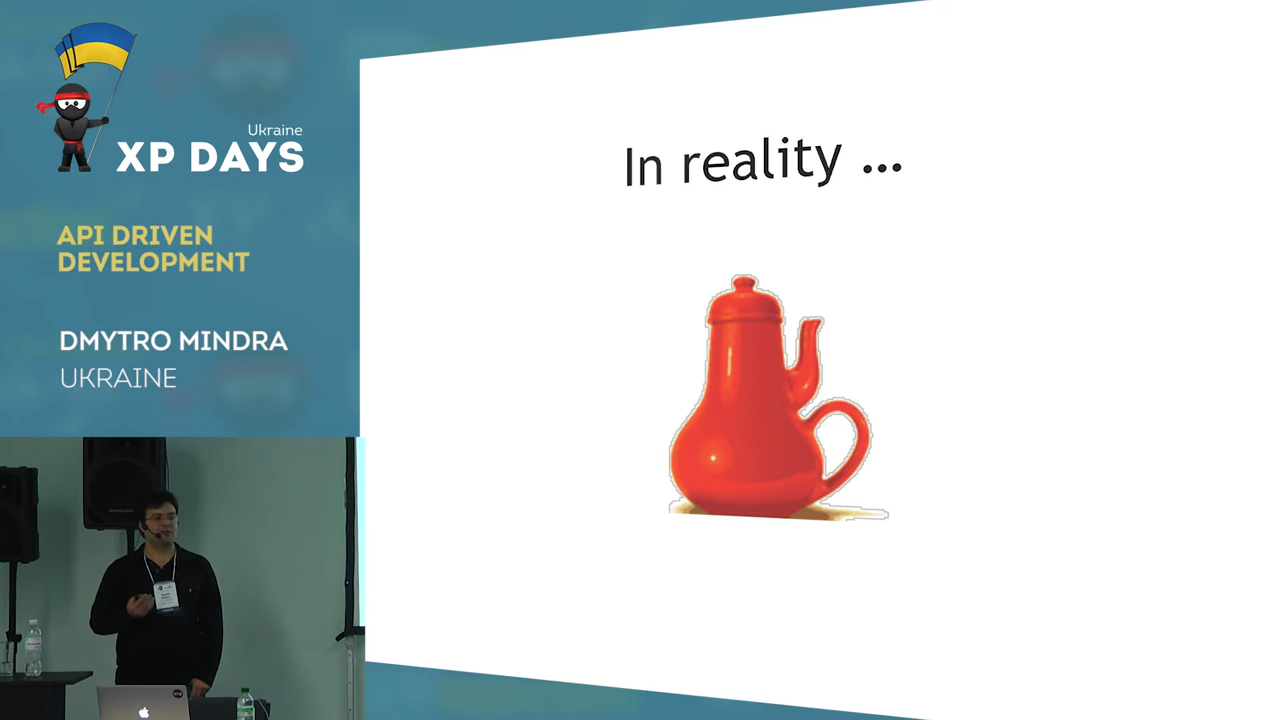 Ukraine
XP DAYS
API DRIVEN
DEVELOPMENT
DMYTRO MINDRA
UKRAINE
In reality ...